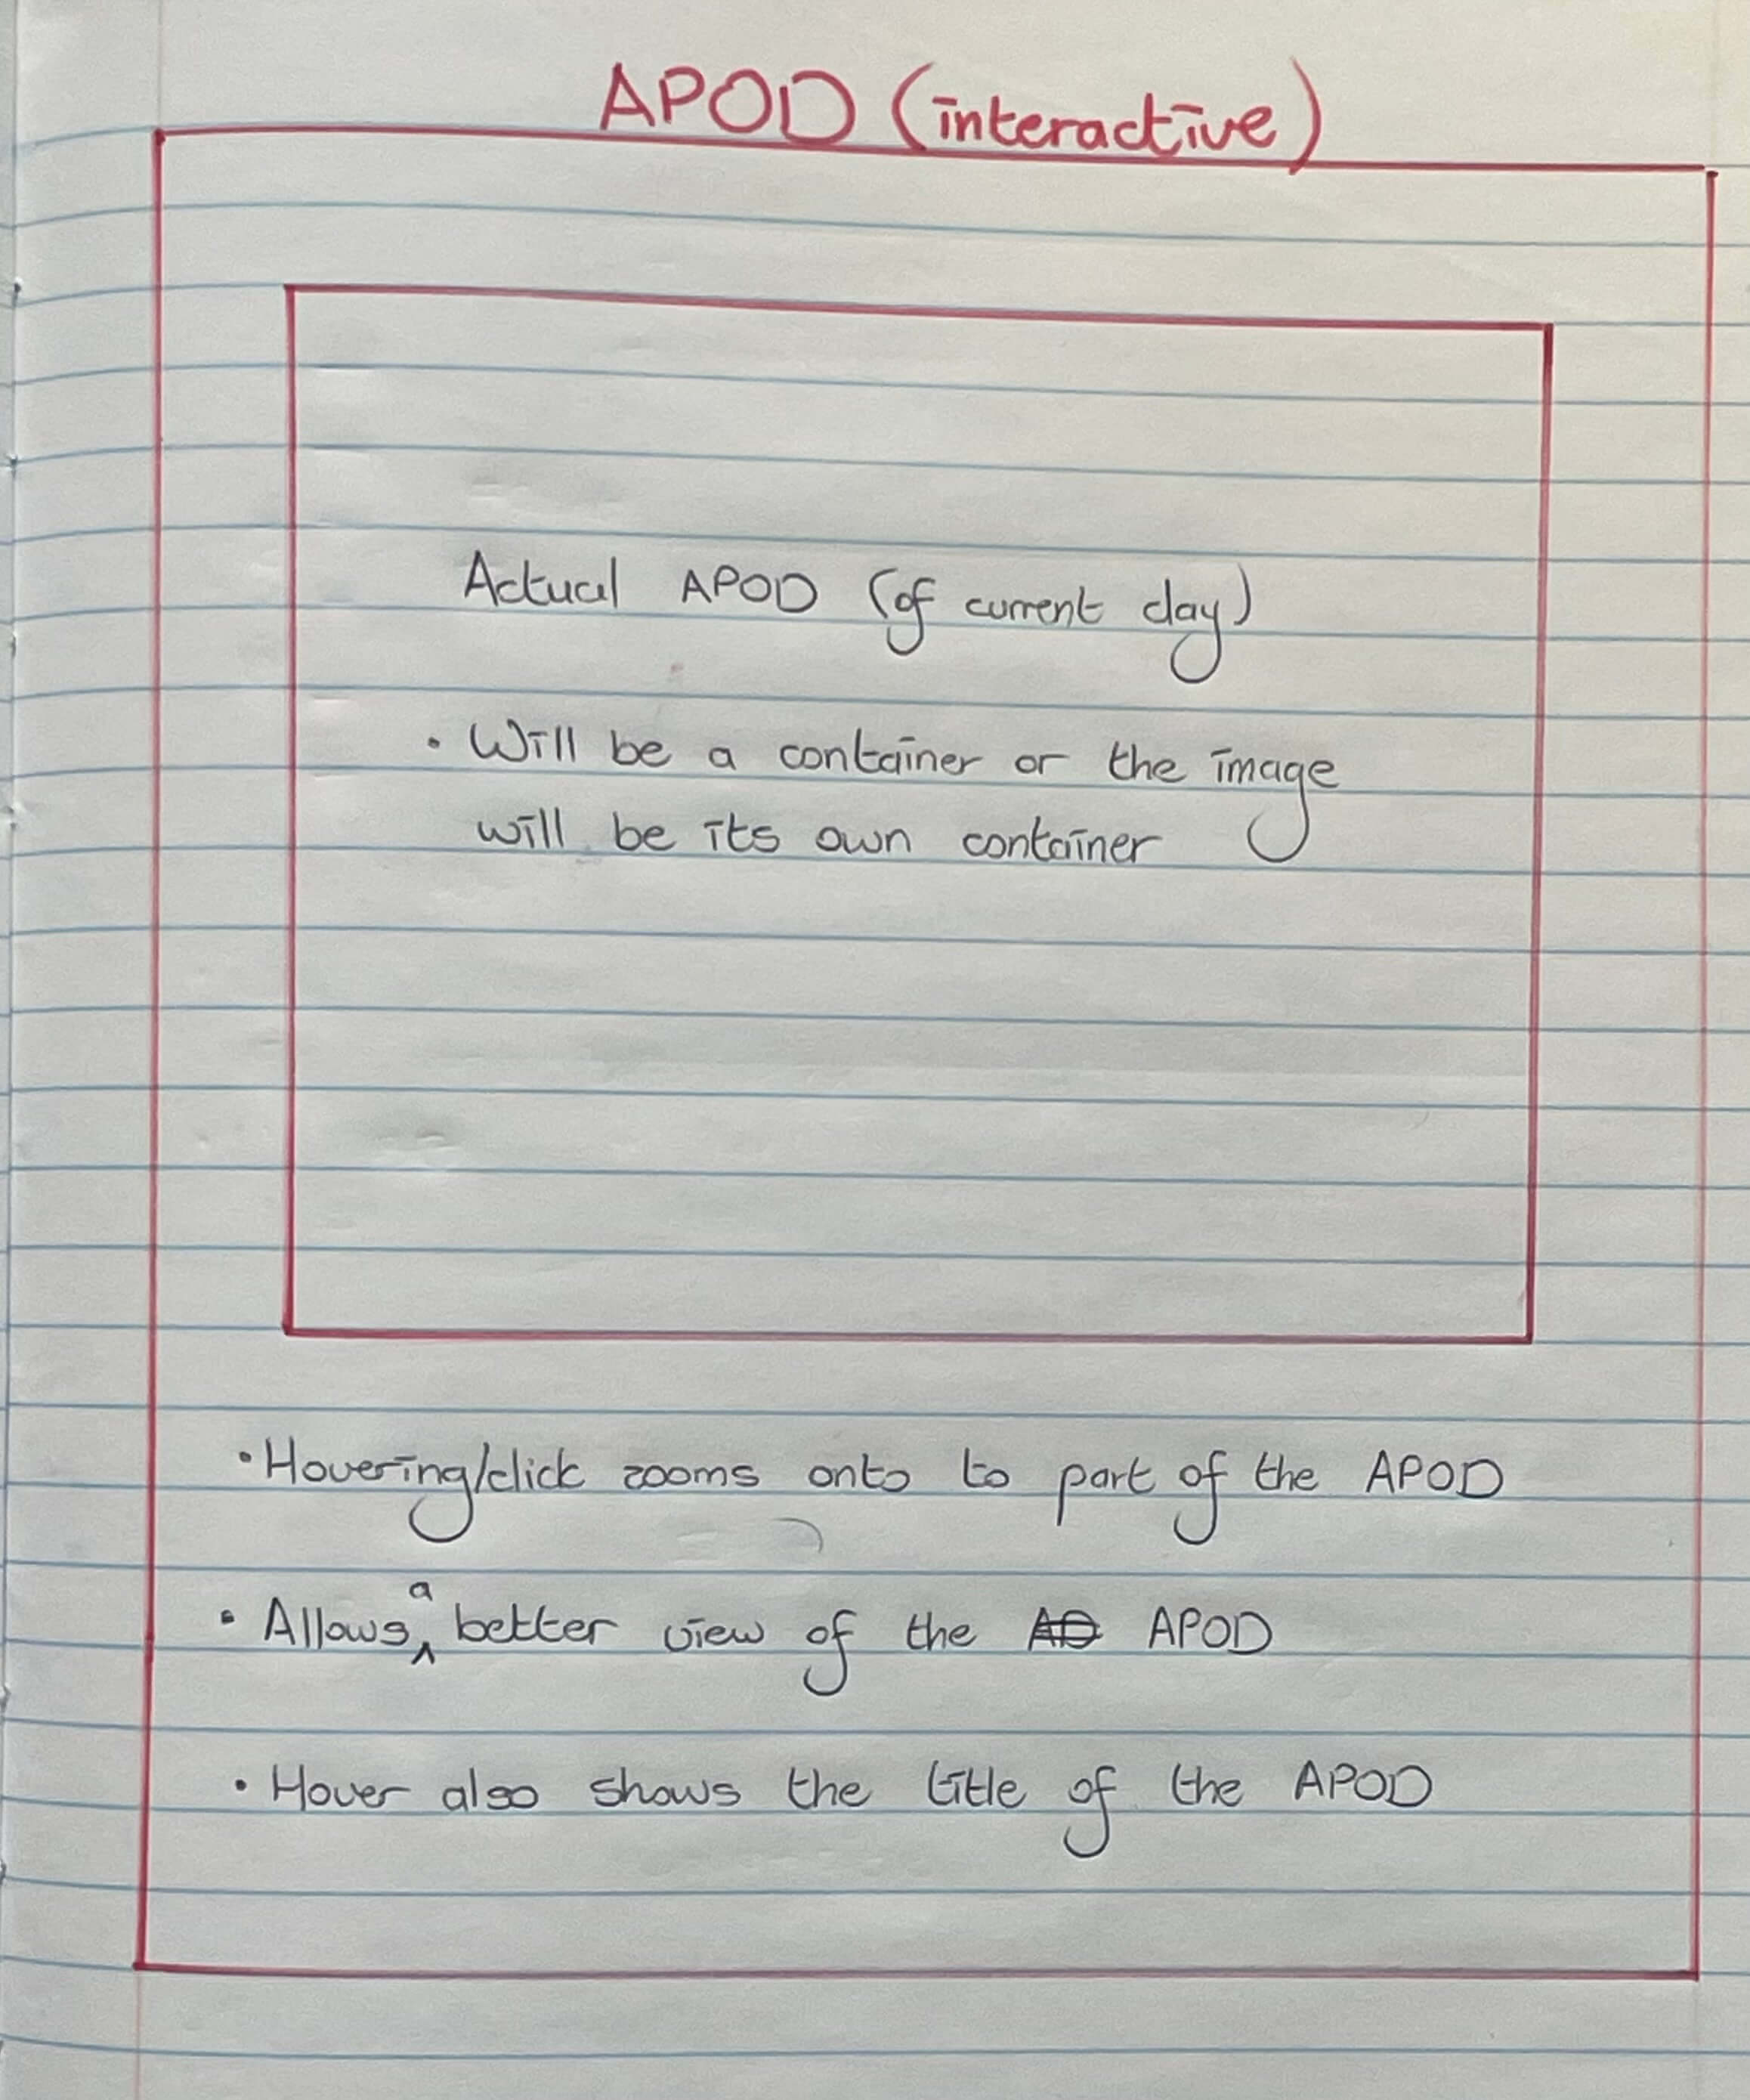 APOD (interactive)
Actual APOD (of current day)
• Will be a container or the image
will be its own container
• Hovering/click zooms onto to part of the APOD
• Allows a better view of the APOD
• Hover also shows the title of the APOD